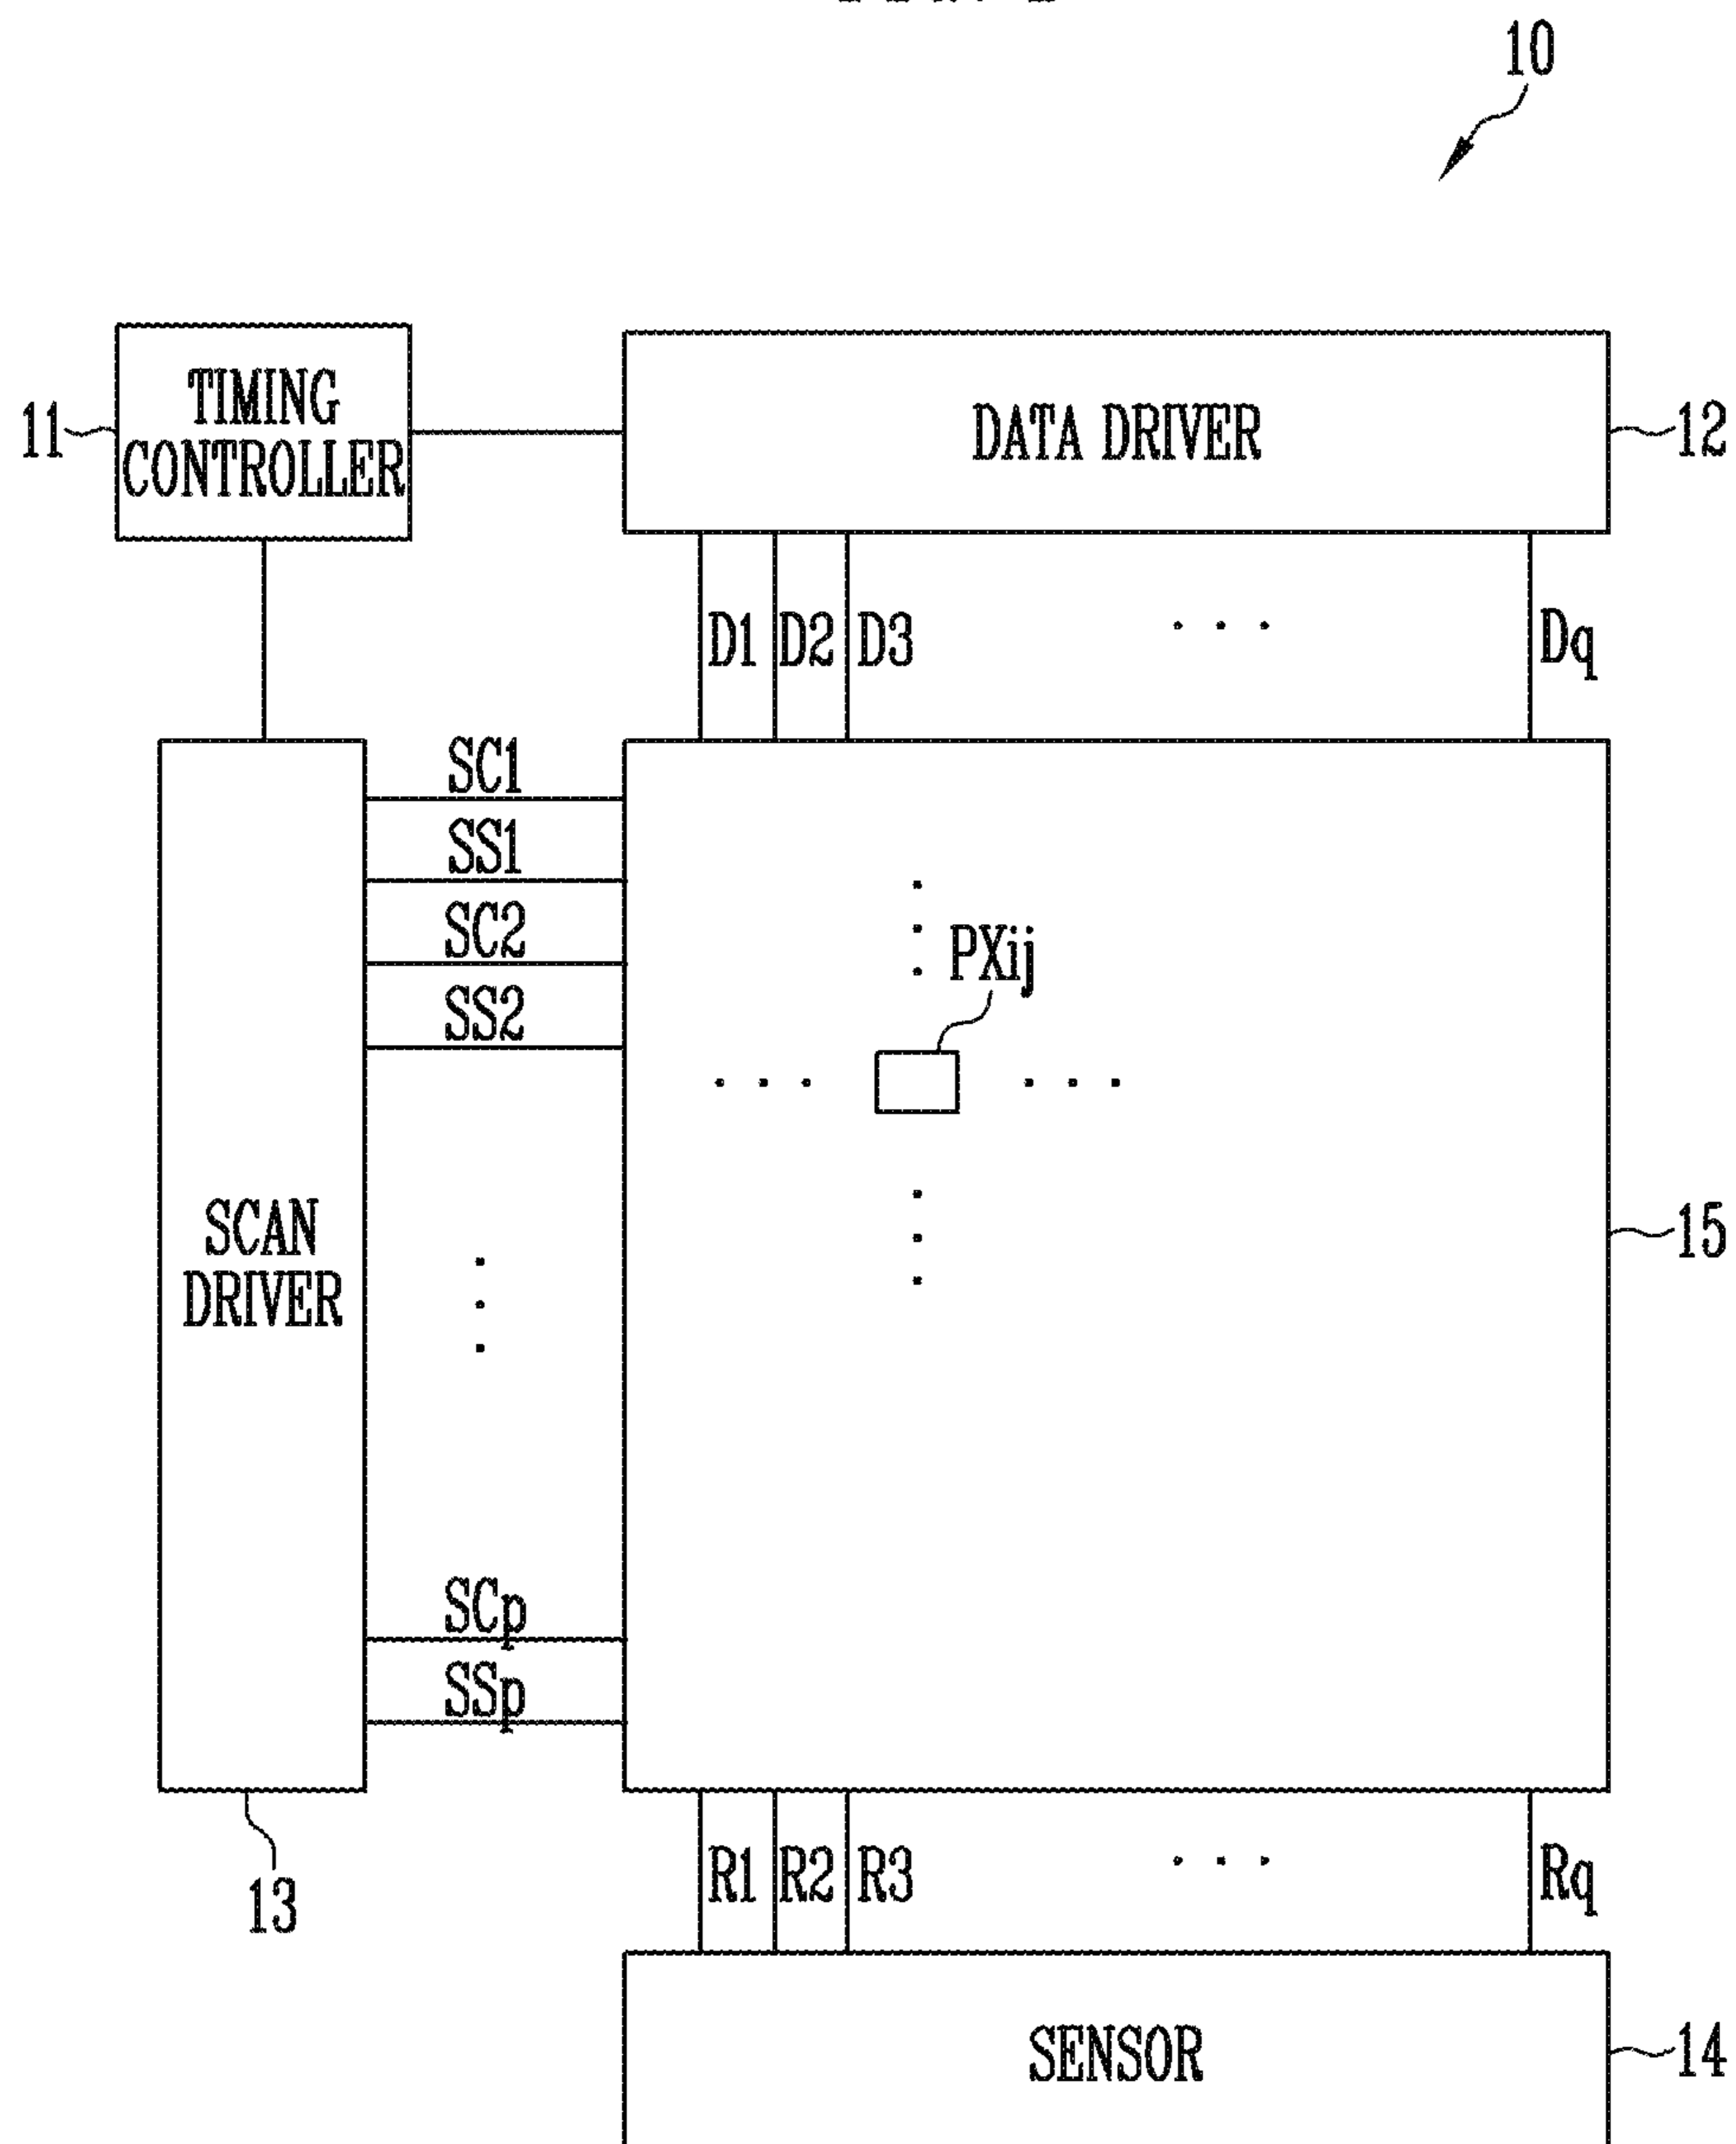 10
TIMING
CONTROLLER
11
DATA DRIVER
12
D1 D2 D3 . . . Dq
SC1
SS1
SC2
SS2
PXij
SCAN
DRIVER
15
SCp
SSp
13
R1 R2 R3 . . . Rq
SENSOR
14